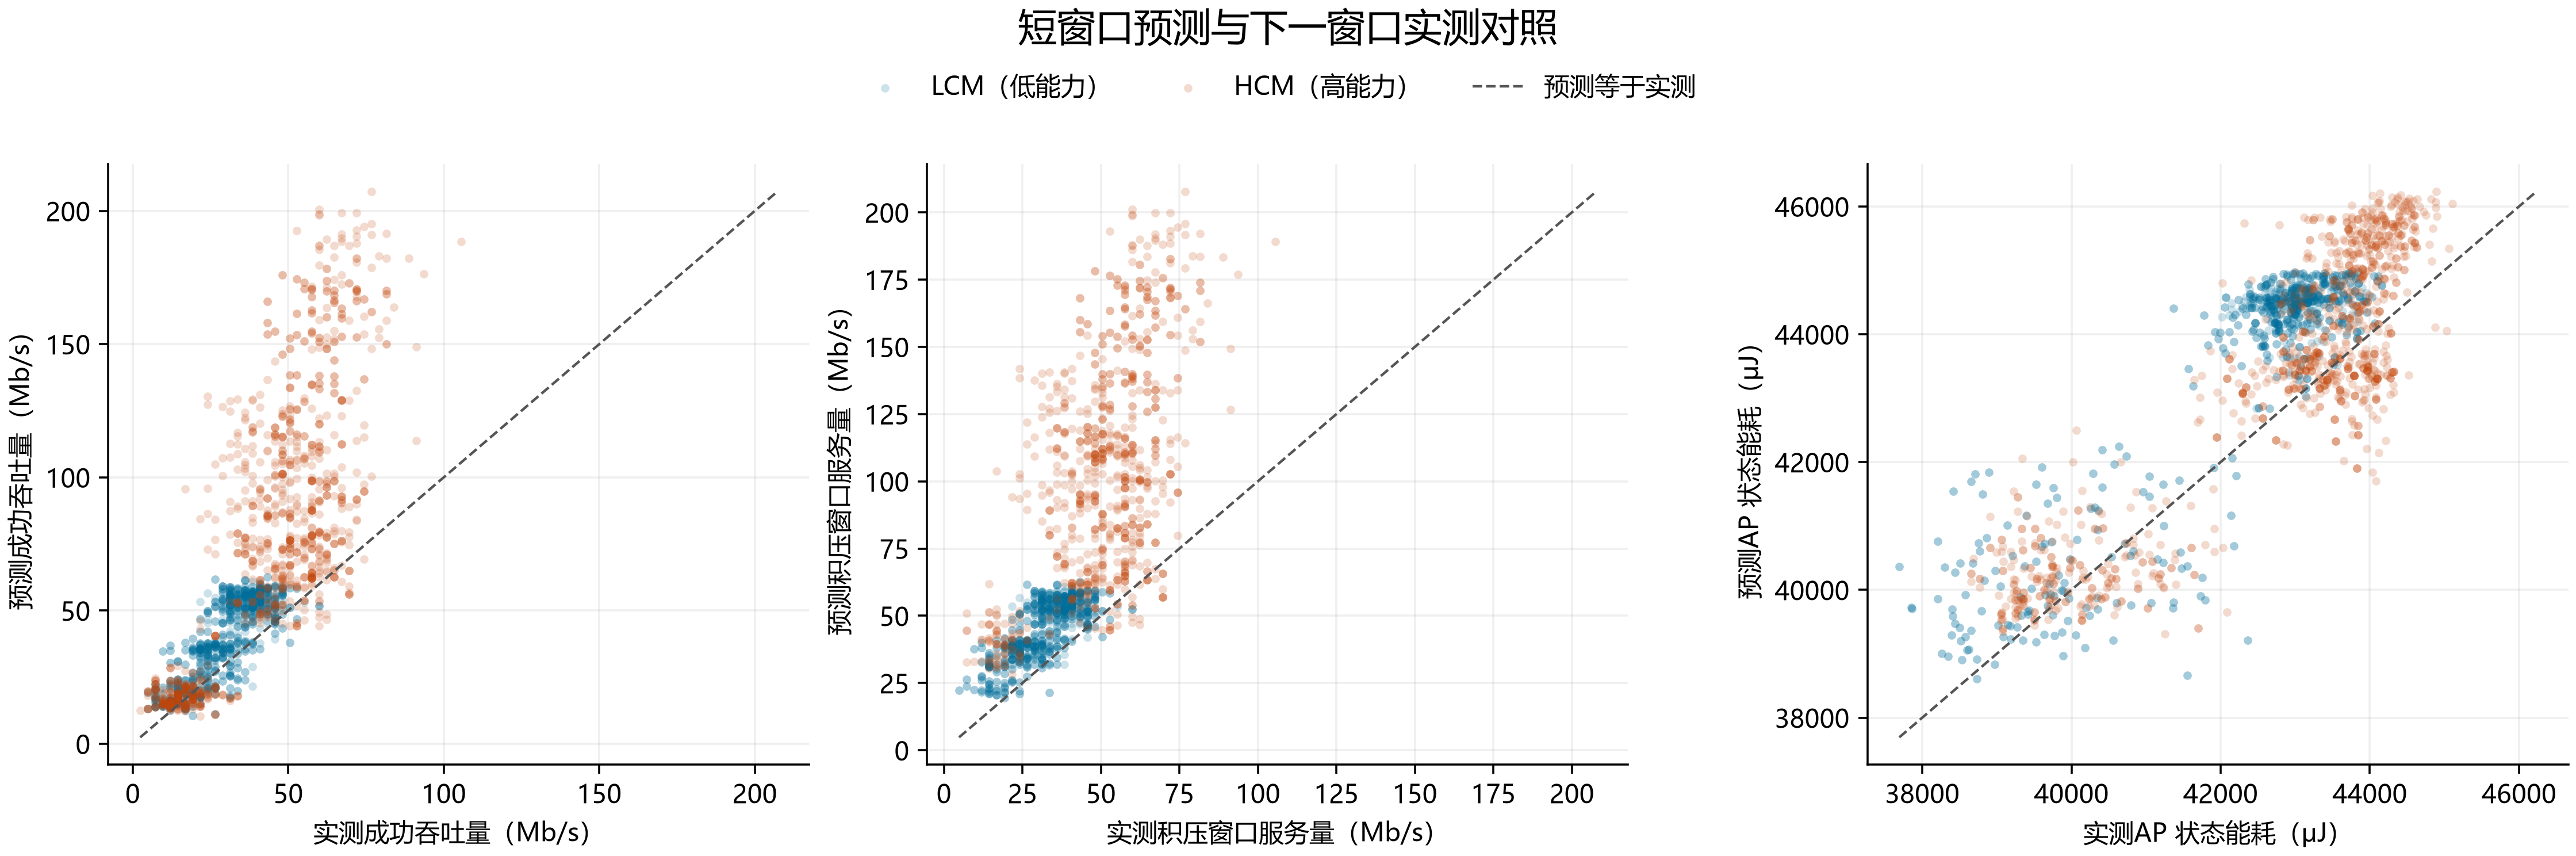 短窗口预测与下一窗口实测对照
LCM（低能力） HCM（高能力） 预测等于实测
预测成功吞吐量（Mb/s）
200
150
100
50
0
0 50 100 150 200
实测成功吞吐量（Mb/s）
预测积压窗口服务量（Mb/s）
200
175
150
125
100
75
50
25
0
0 25 50 75 100 125 150 175 200
实测积压窗口服务量（Mb/s）
预测AP 状态能耗（μJ）
46000
44000
42000
40000
38000
38000 40000 42000 44000 46000
实测AP 状态能耗（μJ）